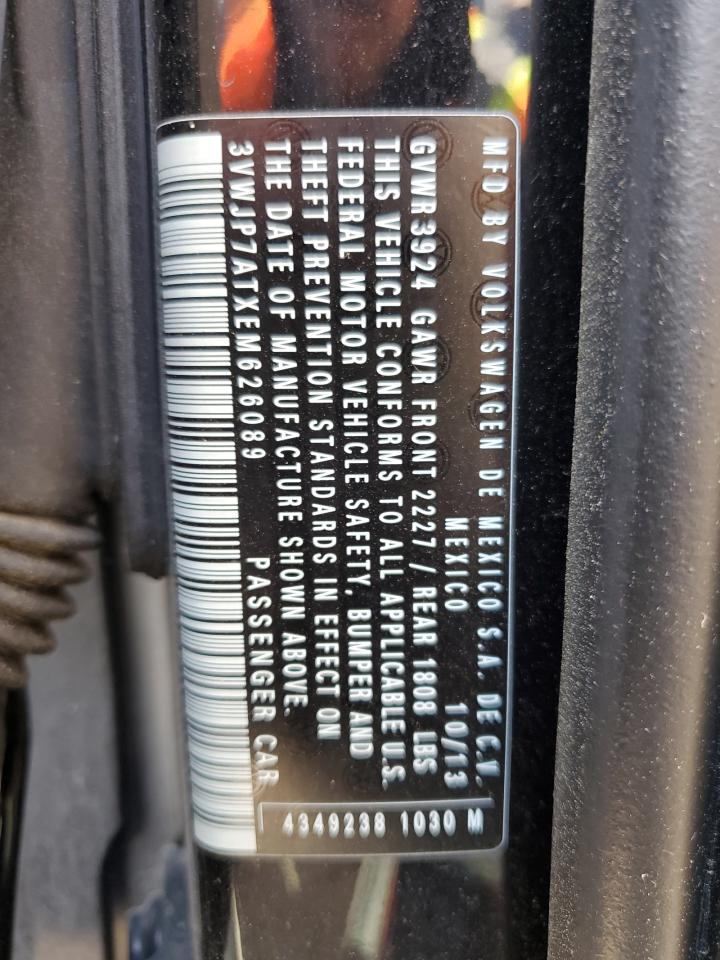 MFD BY VOLKSWAGEN DE MEXICO S.A. DE C.V.
MEXICO 10/13
GVWR 3924 GAWR FRONT 2227 / REAR 1808 LBS
THIS VEHICLE CONFORMS TO ALL APPLICABLE U.S.
FEDERAL MOTOR VEHICLE SAFETY, BUMPER AND
THEFT PREVENTION STANDARDS IN EFFECT ON
THE DATE OF MANUFACTURE SHOWN ABOVE.
3VWJP7ATXEM626089 PASSENGER CAR
4349238 1030 M